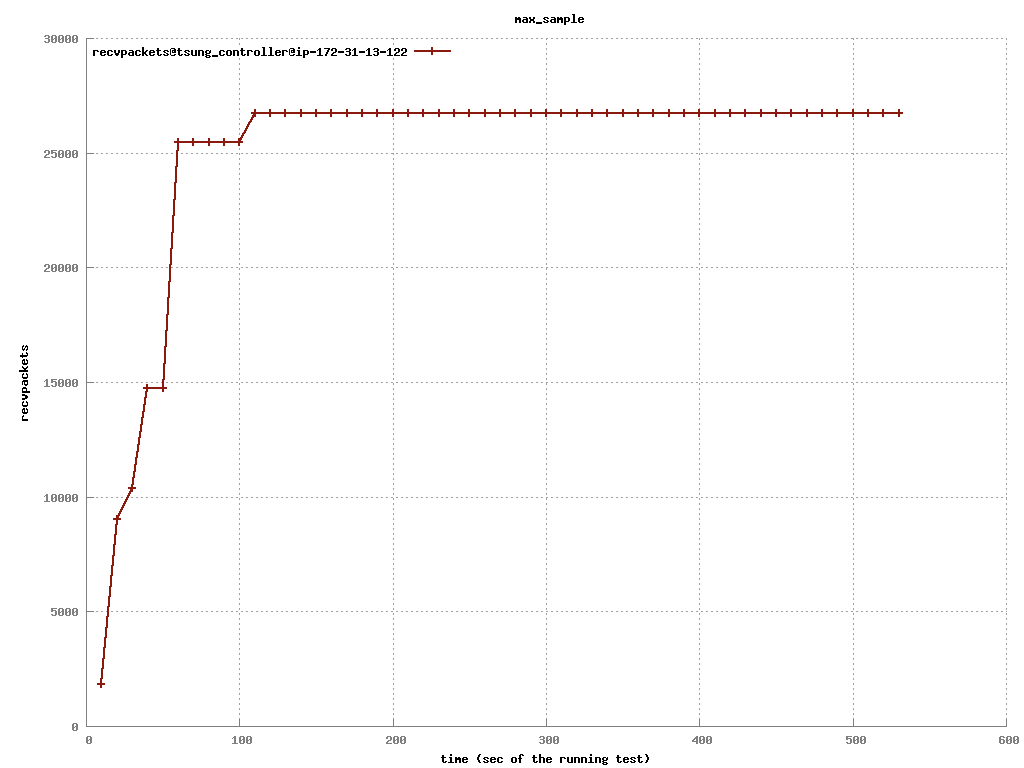 max_sample
30000
recvpackets@tsung_controller@ip-172-31-13-122
25000
20000
recvpackets
15000
10000
5000
0
0 100 200 300 400 500 600
time (sec of the running test)